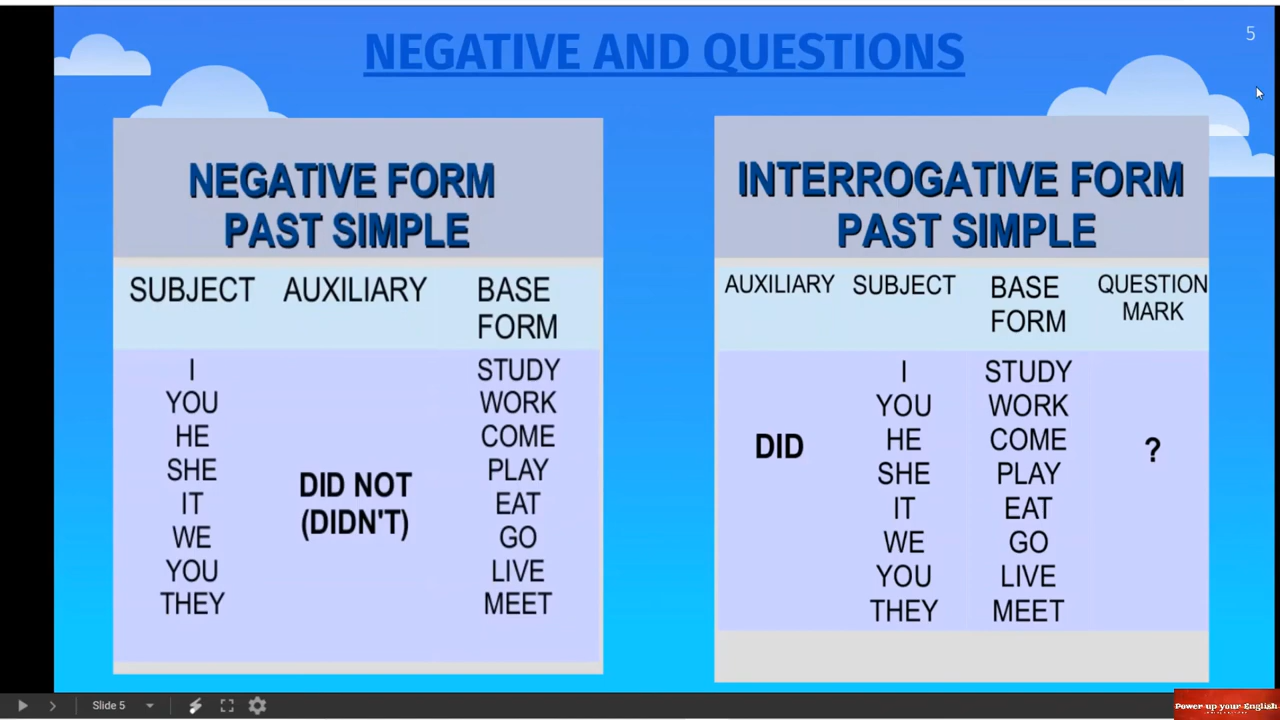 5
NEGATIVE AND QUESTIONS
NEGATIVE FORM
PAST SIMPLE
SUBJECT AUXILIARY BASE FORM
I STUDY
YOU WORK
HE COME
SHE PLAY
DID NOT
(DIDN'T)
IT EAT
WE GO
YOU LIVE
THEY MEET
INTERROGATIVE FORM
PAST SIMPLE
AUXILIARY SUBJECT BASE FORM QUESTION MARK
I STUDY
YOU WORK
DID HE COME ?
SHE PLAY
IT EAT
WE GO
YOU LIVE
THEY MEET
Slide 5
Power up your English